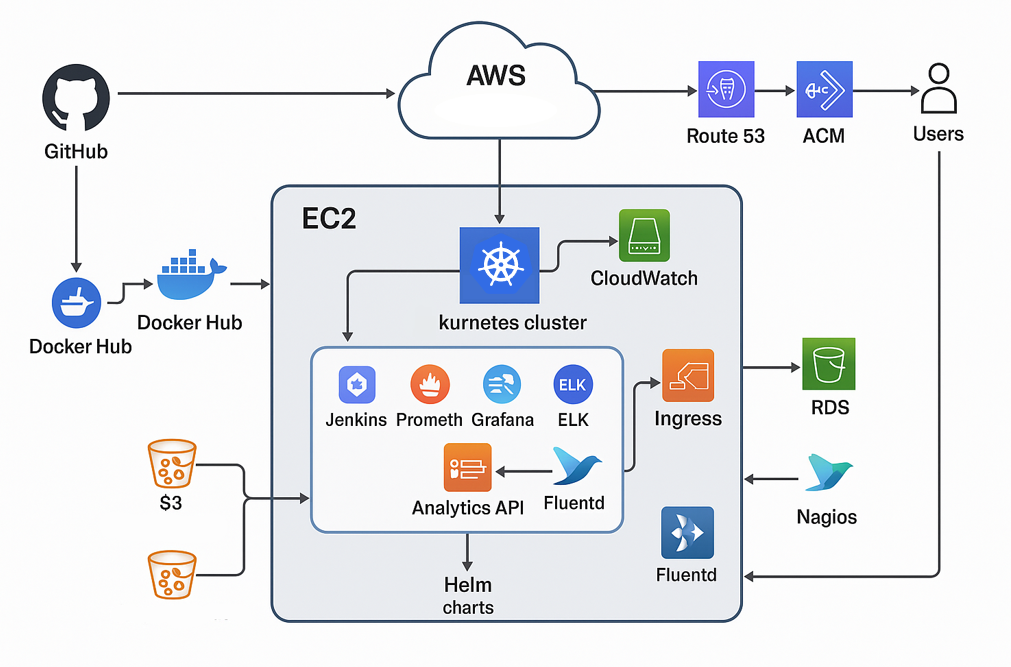 AWS
GitHub
Route 53
ACM
Users
EC2
CloudWatch
kurnetes cluster
Docker Hub
Docker Hub
Jenkins
Prometh
Grafana
ELK
ELK
Ingress
RDS
Analytics API
Fluentd
$3
Nagios
Fluentd
Helm
charts